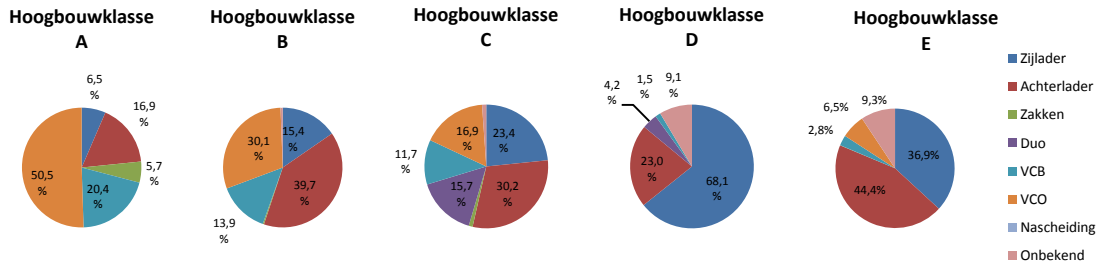 Hoogbouwklasse
A
6,5
%
16,9
%
5,7
%
20,4
%
50,5
%
Hoogbouwklasse
B
15,4
%
39,7
%
13,9
%
30,1
%
Hoogbouwklasse
C
23,4
%
30,2
%
15,7
%
11,7
%
16,9
%
Hoogbouwklasse
D
68,1
%
23,0
%
4,2
%
1,5
%
9,1
%
Hoogbouwklasse
E
36,9%
44,4%
2,8%
6,5%
9,3%
Zijlader
Achterlader
Zakken
Duo
VCB
VCO
Nascheiding
Onbekend